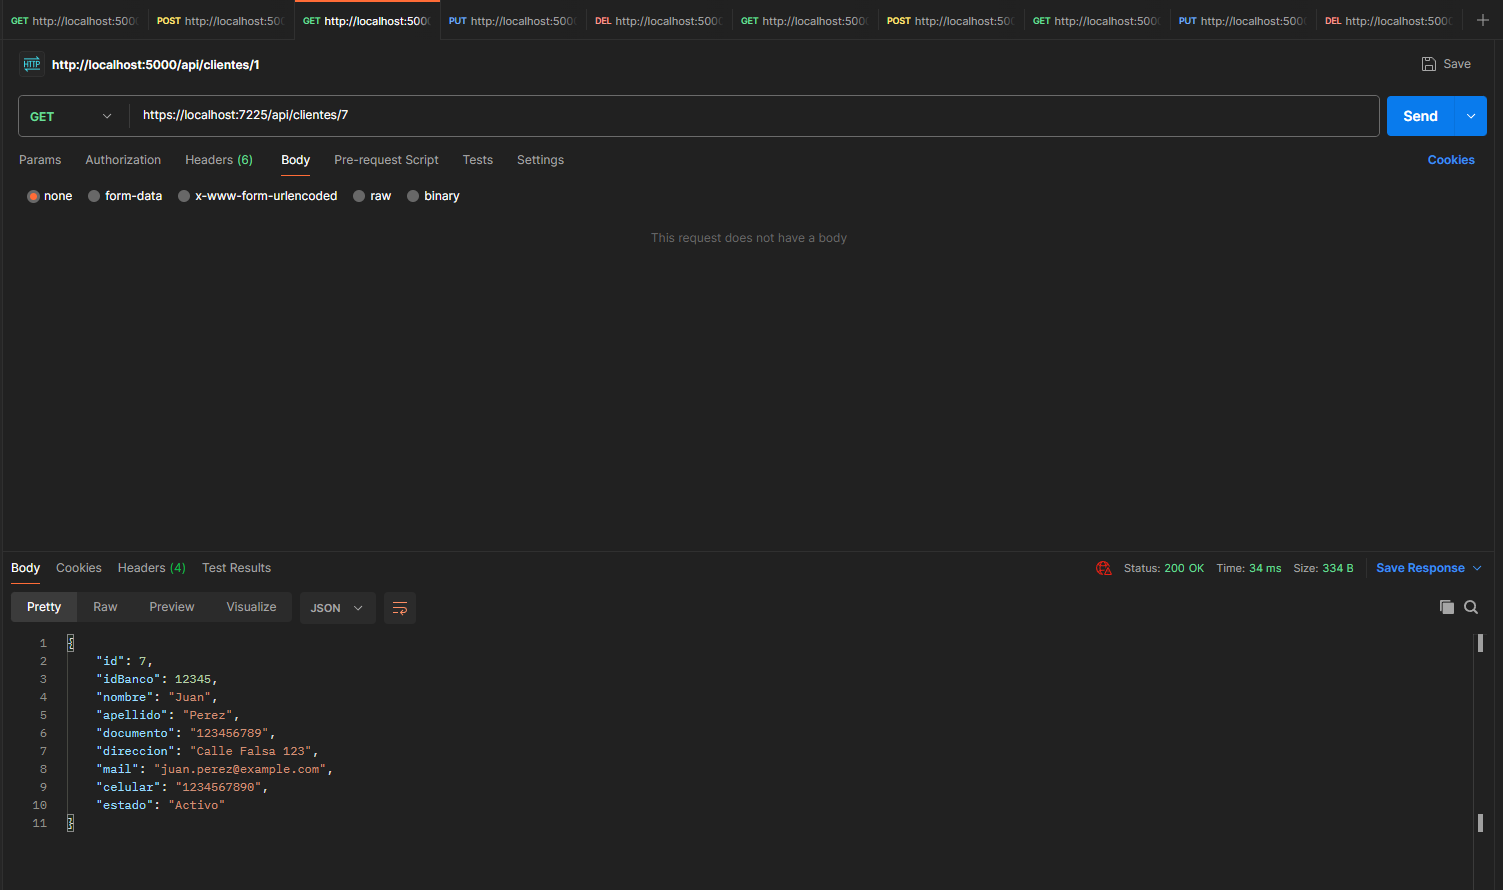 GET http://localhost:500 POST http://localhost:500 GET http://localhost:500 PUT http://localhost:500 DEL http://localhost:500 GET http://localhost:500 POST http://localhost:500 GET http://localhost:500 PUT http://localhost:500 DEL http://localhost:500
HTTP http://localhost:5000/api/clientes/1 Save
GET https://localhost:7225/api/clientes/7 Send
Params Authorization Headers (6) Body Pre-request Script Tests Settings Cookies
none form-data x-www-form-urlencoded raw binary
This request does not have a body
Body Cookies Headers (4) Test Results Status: 200 OK Time: 34 ms Size: 334 B Save Response
Pretty Raw Preview Visualize JSON
1 {
2 "id": 7,
3 "idBanco": 12345,
4 "nombre": "Juan",
5 "apellido": "Perez",
6 "documento": "123456789",
7 "direccion": "Calle Falsa 123",
8 "mail": "juan.perez@example.com",
9 "celular": "1234567890",
10 "estado": "Activo"
11 }